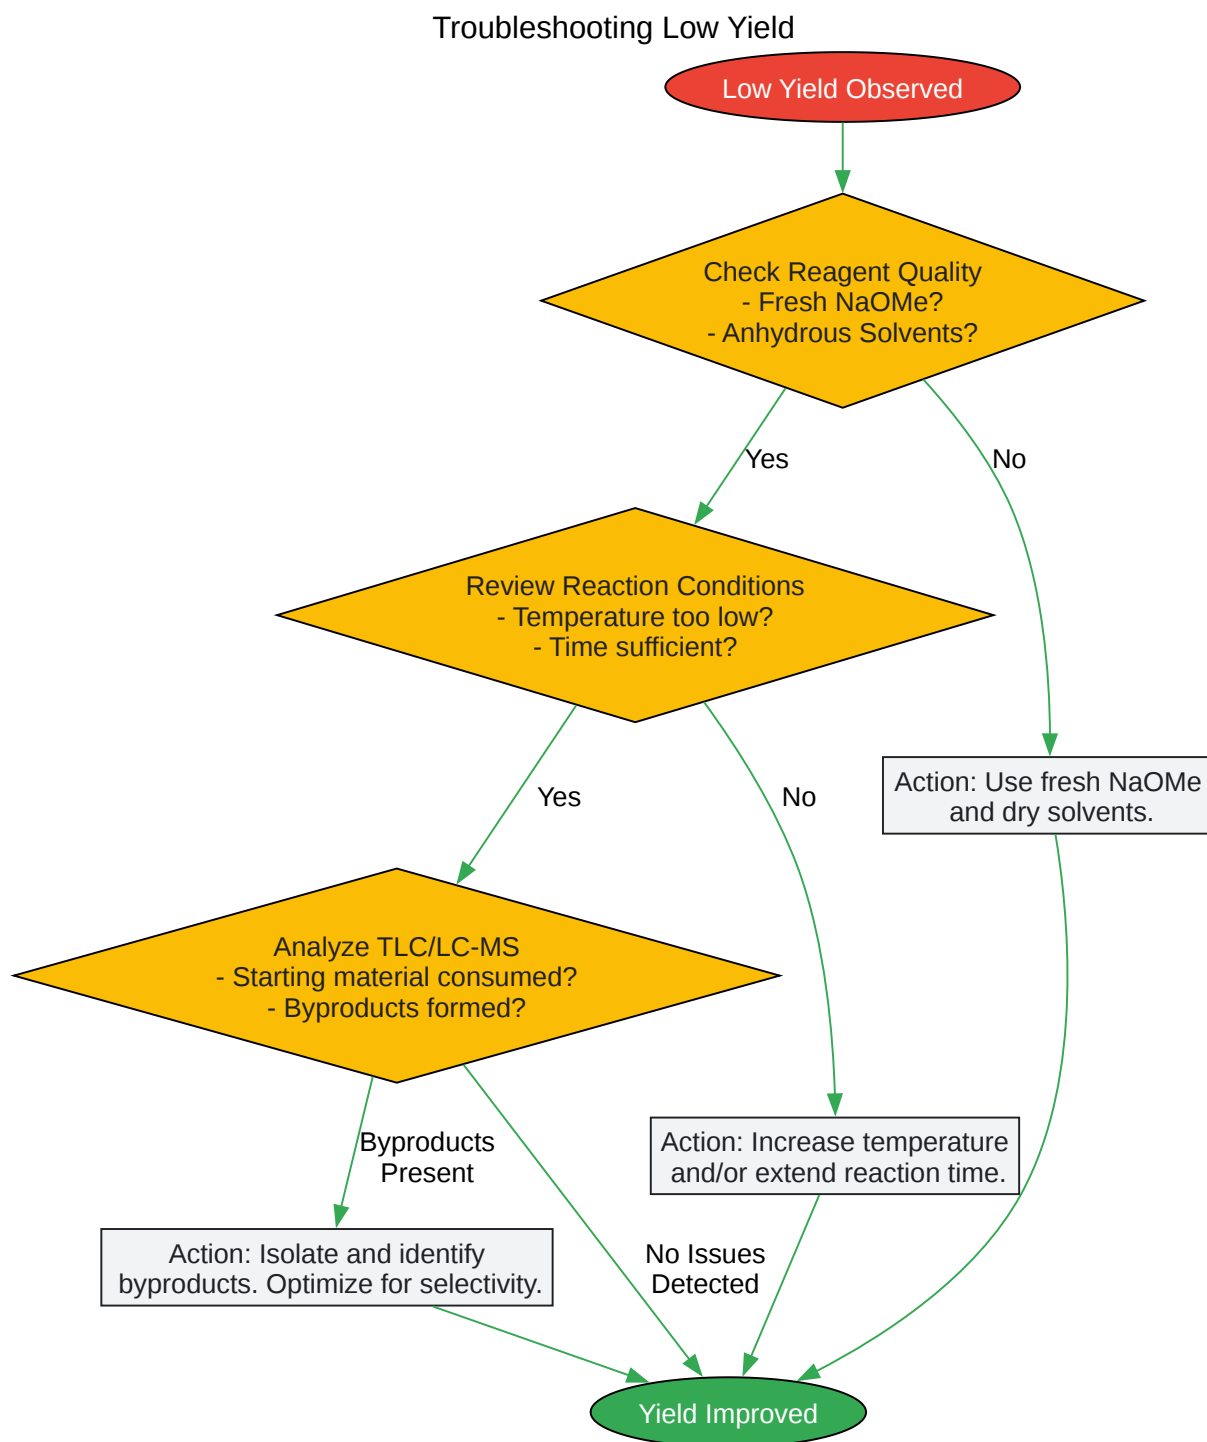 Troubleshooting Low Yield
Low Yield Observed
Check Reagent Quality
- Fresh NaOMe?
- Anhydrous Solvents?
Yes
No
Review Reaction Conditions
- Temperature too low?
- Time sufficient?
Yes
No
Action: Use fresh NaOMe
and dry solvents.
Analyze TLC/LC-MS
- Starting material consumed?
- Byproducts formed?
Byproducts
Present
Action: Increase temperature
and/or extend reaction time.
Action: Isolate and identify
byproducts. Optimize for selectivity.
No Issues
Detected
Yield Improved